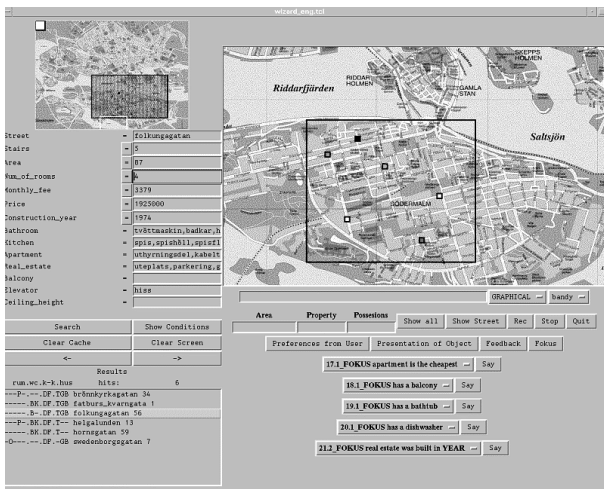 wizard_eng.tcl
SKEPPS
HOLMEN
RIDDAR
HOLMEN
GAMLA
STAN
Riddarfjärden
Saltsjön
SÖDERMALM
Street = folkungagatan
Stairs = 3
Area = 87
Num_of_rooms = 4
Monthly_fee = 3379
Price = 1925000
Construction_year = 1974
Bathroom = tvättmaskin,badkar,h
Kitchen = spis,spishäll,spisfl
Apartment = uthyrningsdel,kabelt
Real_estate = uteplats,parkering,g
Balcony =
Elevator = hiss
Ceiling_height =
GRAPHICAL bandy
Area Property Possesions Show all Show Street Rec Stop Quit
Search Show Conditions
Clear Cache Clear Screen
<- ->
Preferences from User Presentation of Object Feedback Fokus
Results
rum.wc.k-k.hus hits: 6
---P-.--.DF.TGB brännkyrkagatan 34
-----.BK.DF.TGB fatburs_kvarngata 1
-----.B-.DF.TGB folkungagatan 56
---P-.BK.DF.T-- helgalunden 13
-----.BK.DF.T-- hornsgatan 59
-O---.--.DF.-GB swedenborgsgatan 7
17.1_FOKUS apartment is the cheapest Say
18.1_FOKUS has a balcony Say
19.1_FOKUS has a bathtub Say
20.1_FOKUS has a dishwasher Say
21.2_FOKUS real estate was built in YEAR Say